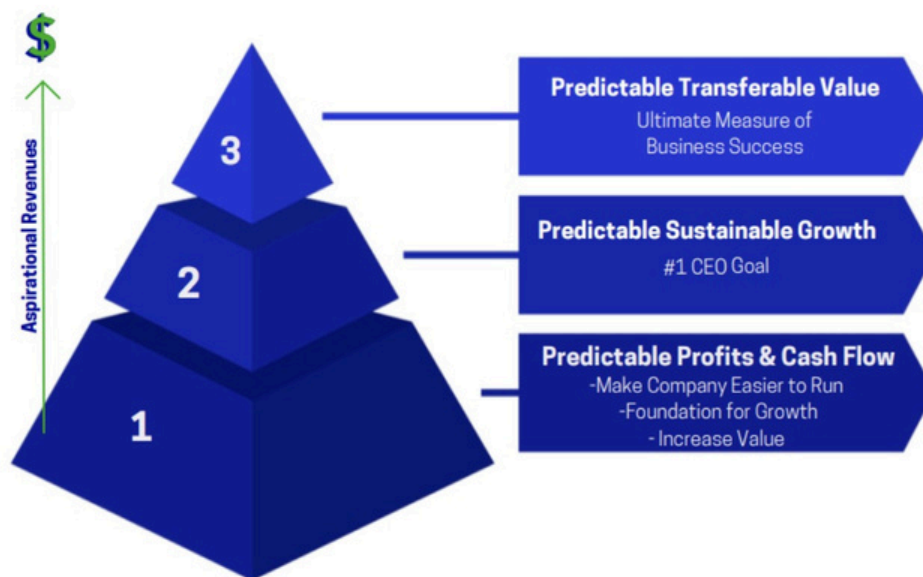 $
Aspirational Revenues
3
Predictable Transferable Value
Ultimate Measure of
Business Success
2
Predictable Sustainable Growth
#1 CEO Goal
1
Predictable Profits & Cash Flow
-Make Company Easier to Run
-Foundation for Growth
- Increase Value